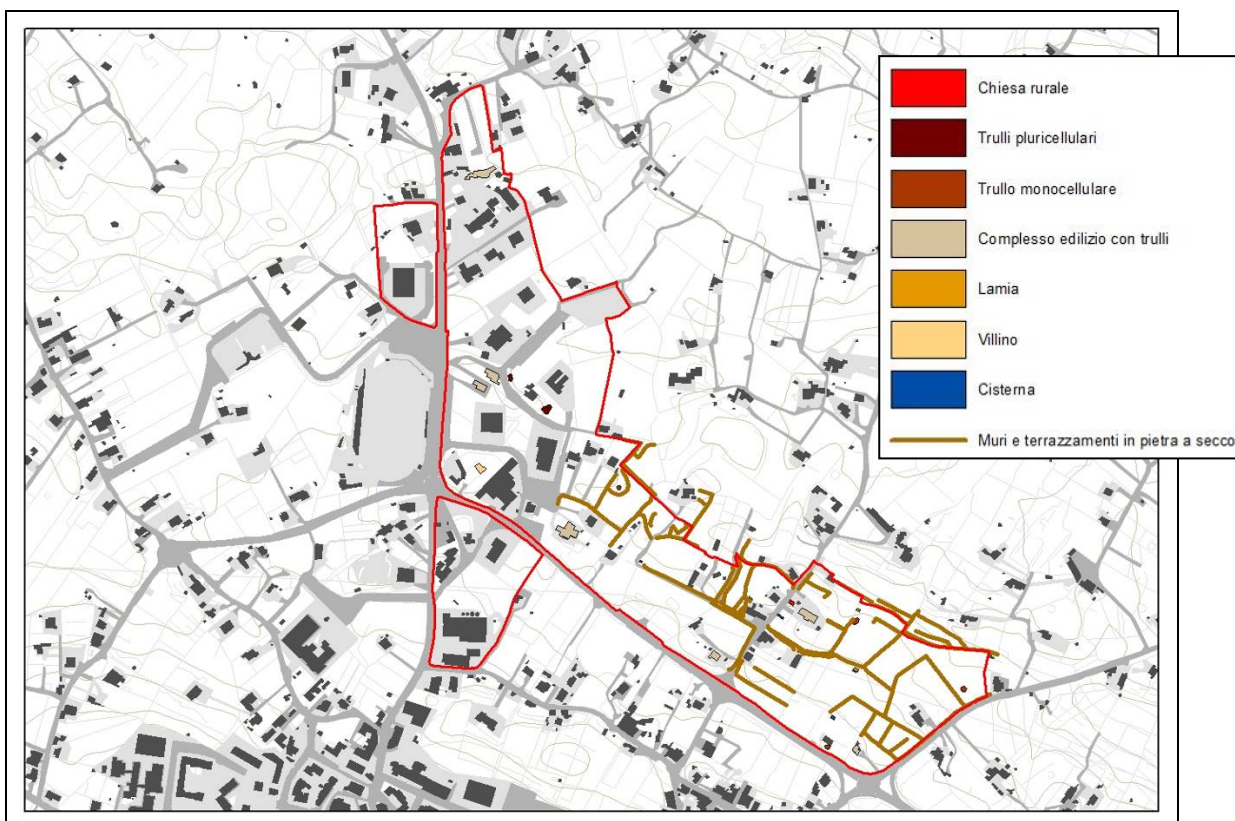 Chiesa rurale
Trulli pluricellulari
Trullo monocellulare
Complesso edilizio con trulli
Lamia
Villino
Cisterna
Muri e terrazzamenti in pietra a secco